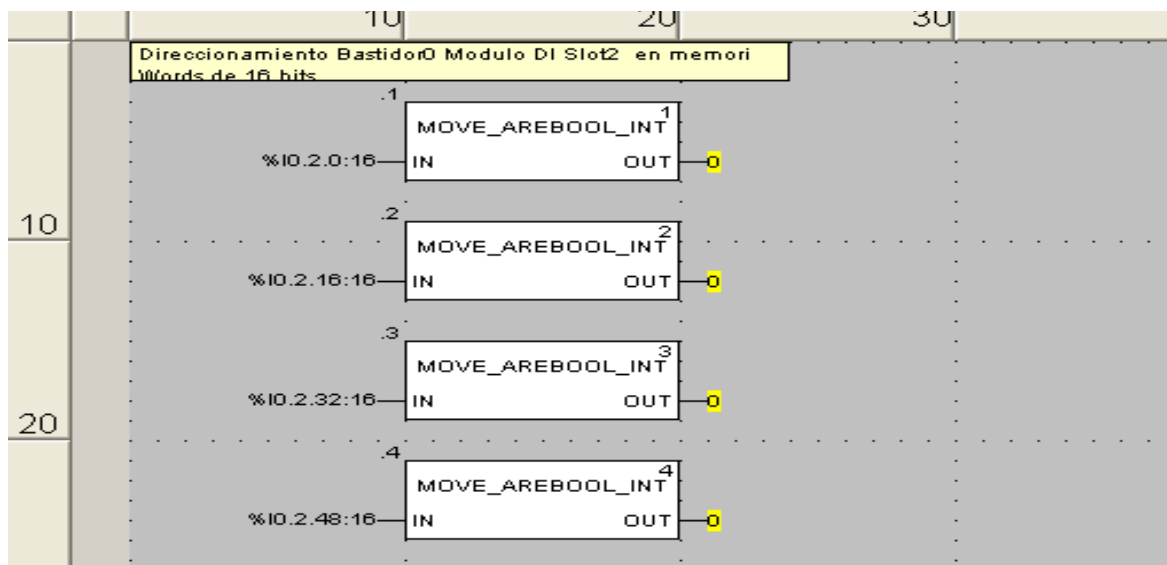 10 20 30
Direccionamiento Bastidor0 Modulo DI Slot2 en memori
Words de 16 bits
.1
1
MOVE_AREBOOL_INT
%I0.2.0:16 IN OUT 0
10
.2
2
MOVE_AREBOOL_INT
%I0.2.16:16 IN OUT 0
.3
3
MOVE_AREBOOL_INT
%I0.2.32:16 IN OUT 0
20
.4
4
MOVE_AREBOOL_INT
%I0.2.48:16 IN OUT 0